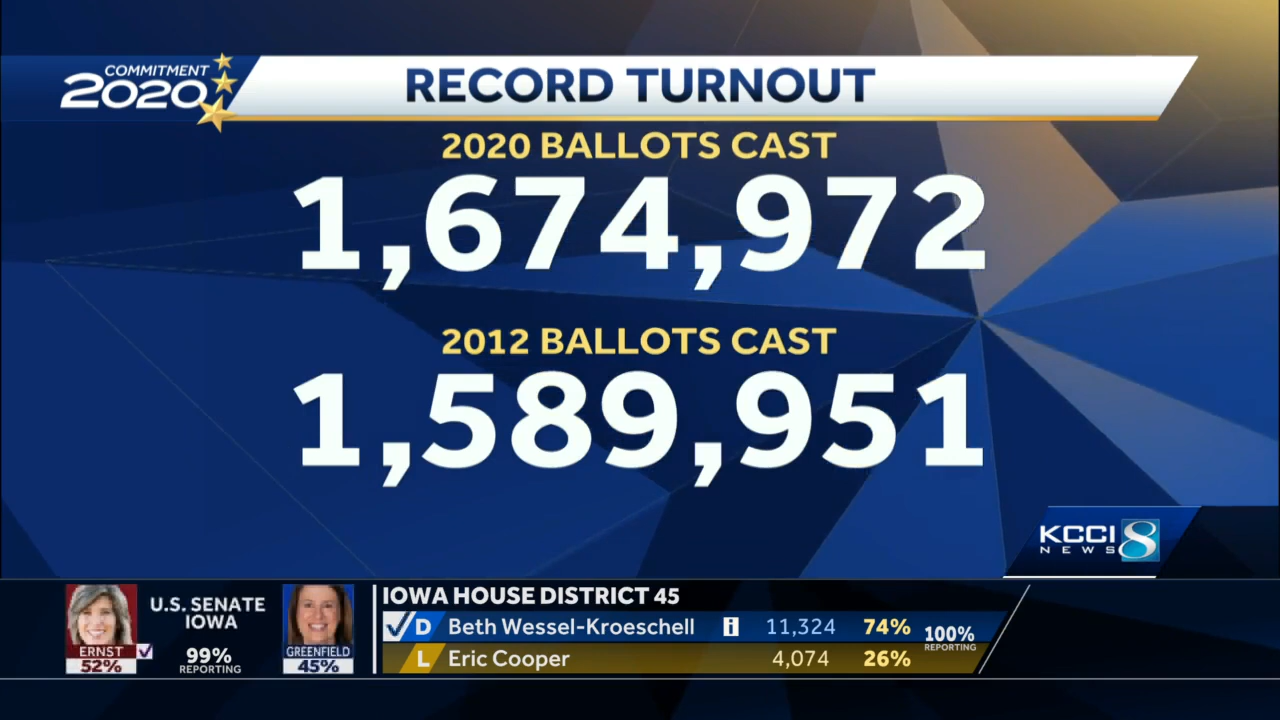 COMMITMENT
2020
RECORD TURNOUT
2020 BALLOTS CAST
1,674,972
2012 BALLOTS CAST
1,589,951
KCCI 8
NEWS
ERNST
52%
U.S. SENATE
IOWA
99%
REPORTING
GREENFIELD
45%
IOWA HOUSE DISTRICT 45
D Beth Wessel-Kroeschell i 11,324 74%
L Eric Cooper 4,074 26%
100%
REPORTING